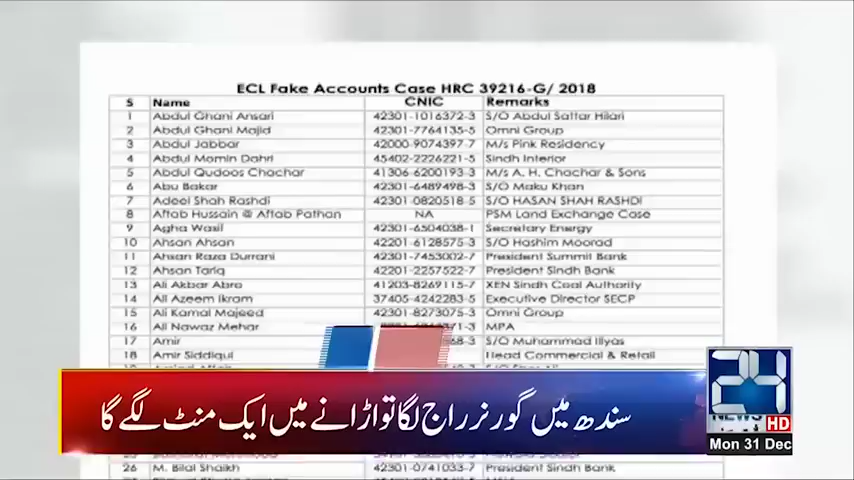 ECL Fake Accounts Case HRC 39216-G/ 2018
S Name CNIC Remarks
1 Abdul Ghani Ansari 42301-1016372-3 S/O Abdul Sattar Hilari
2 Abdul Ghani Majid 42301-7764135-5 Omni Group
3 Abdul Jabbar 42000-9074397-7 M/s Pink Residency
4 Abdul Momin Dahri 45402-2226221-5 Sindh Interior
5 Abdul Qudoos Chachar 41306-6200193-3 M/s A. H. Chachar & Sons
6 Abu Bakar 42301-6489498-3 S/O Maku Khan
7 Adeel Shah Rashdi 42301-0820518-5 S/O HASAN SHAH RASHDI
8 Aftab Hussain @ Aftab Pathan NA PSM Land Exchange Case
9 Agha Wasil 42301-6504038-1 Secretary Energy
10 Ahsan Ahsan 42201-6128575-3 S/O Hashim Moorad
11 Ahsan Raza Durrani 42301-7453002-7 President Summit Bank
12 Ahsan Tariq 42201-2257522-7 President Sindh Bank
13 Ali Akbar Abro 41203-8269115-7 XEN Sindh Coal Authority
14 Ali Azeem Ikram 37405-4242283-5 Executive Director SECP
15 Ali Kamal Majeed 42301-8273075-3 Omni Group
16 Ali Nawaz Mehar MPA
17 Amir S/O Muhammad Illyas
18 Amir Siddiqui Head Commercial & Retail
سندھ میں گورنر راج لگا تو اڑانے میں ایک منٹ لگے گا
24
NEWS HD
Mon 31 Dec
26 M. Bilal Shaikh 42301-0741033-7 President Sindh Bank